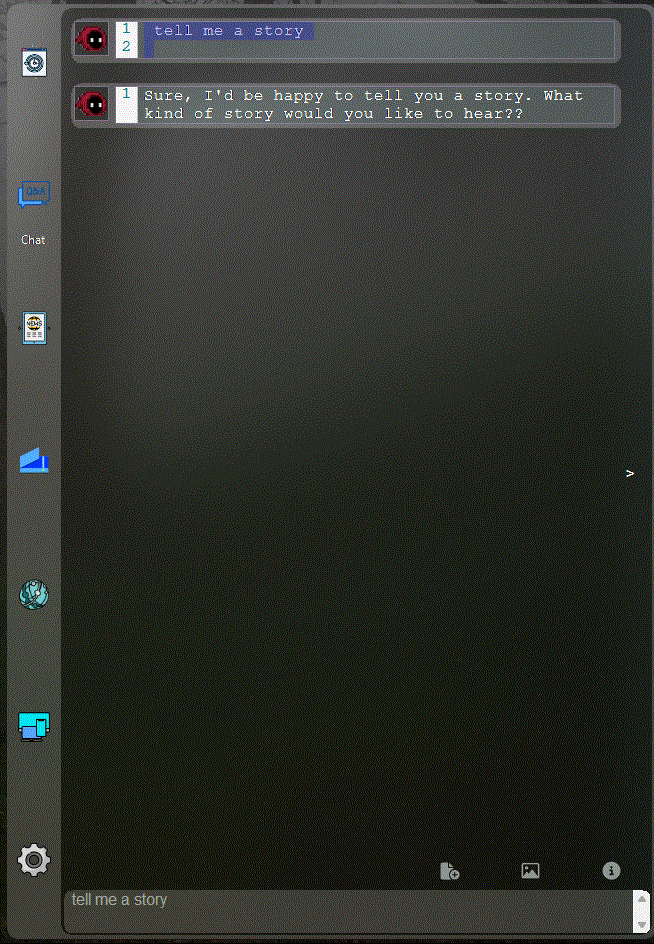 1 tell me a story
2
1 Sure, I'd be happy to tell you a story. What
kind of story would you like to hear??
Q&A
Chat
NEWS
>
tell me a story